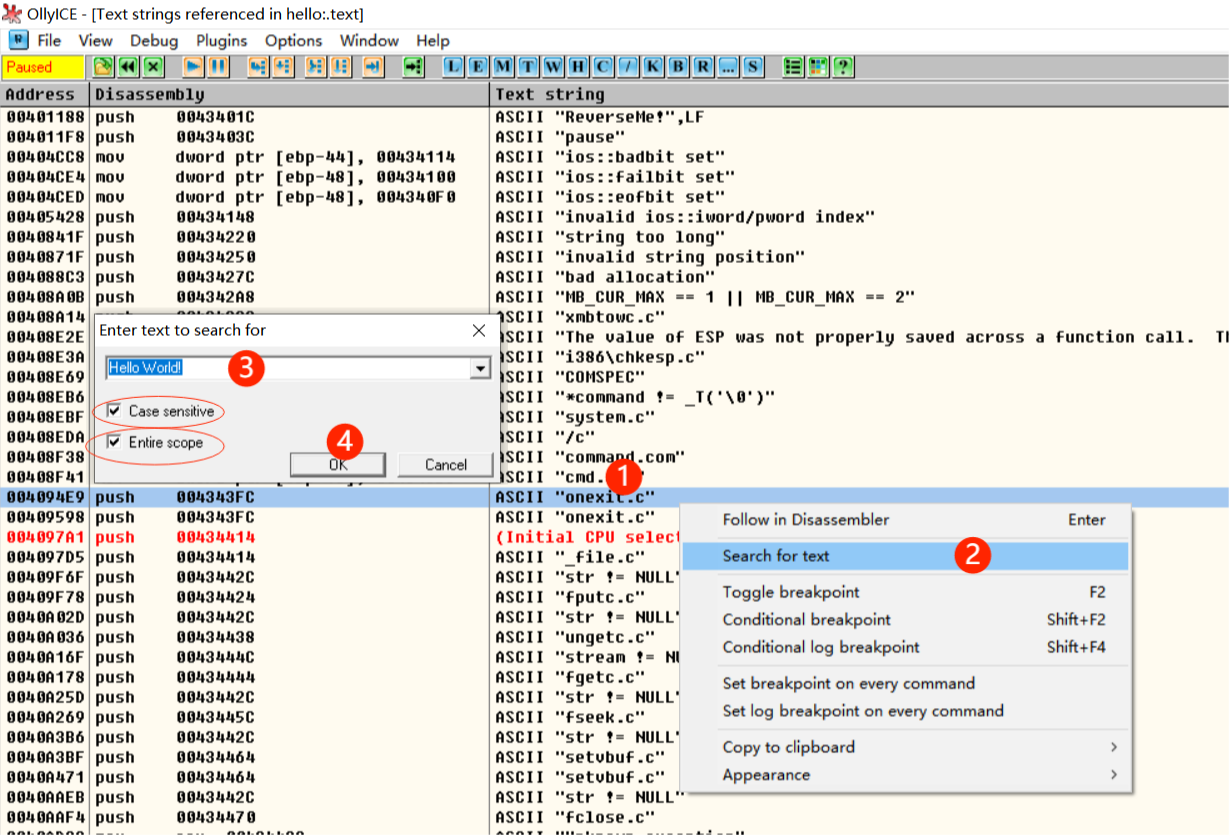 OllyICE - [Text strings referenced in hello:.text]
File View Debug Plugins Options Window Help
Paused L E M T W H C / K B R ... S ?
Address Disassembly Text string
00401188 push 0043401C ASCII "ReverseMe!",LF
004011F8 push 0043403C ASCII "pause"
00404CC8 mov dword ptr [ebp-44], 00434114 ASCII "ios::badbit set"
00404CE4 mov dword ptr [ebp-48], 00434100 ASCII "ios::failbit set"
00404CED mov dword ptr [ebp-48], 004340F0 ASCII "ios::eofbit set"
00405428 push 00434148 ASCII "invalid ios::iword/pword index"
0040841F push 00434220 ASCII "string too long"
0040871F push 00434250 ASCII "invalid string position"
004088C3 push 0043427C ASCII "bad allocation"
00408A0B push 004342A8 ASCII "MB_CUR_MAX == 1 || MB_CUR_MAX == 2"
00408A14 ASCII "xmbtowc.c"
00408E2E ASCII "The value of ESP was not properly saved across a function call.
00408E3A ASCII "i386\chkesp.c"
00408E69 ASCII "COMSPEC"
00408EB6 ASCII "*command != _T('\0')"
00408EBF ASCII "system.c"
00408EDA ASCII "/c"
00408F38 ASCII "command.com"
00408F41 ASCII "cmd.
Enter text to search for
Hello World!
3
Case sensitive
Entire scope
4
OK Cancel
1
004094E9 push 004343FC ASCII "onexit.c"
00409598 push 004343FC ASCII "onexit.c"
004097A1 push 00434414 (Initial CPU select
004097D5 push 00434414 ASCII "_file.c"
00409F6F push 0043442C ASCII "str != NULL"
00409F78 push 00434424 ASCII "fputc.c"
0040A02D push 0043442C ASCII "str != NULL"
0040A036 push 00434438 ASCII "ungetc.c"
0040A16F push 0043444C ASCII "stream != NU
0040A178 push 00434444 ASCII "fgetc.c"
0040A25D push 0043442C ASCII "str != NULL"
0040A269 push 0043445C ASCII "fseek.c"
0040A3B6 push 0043442C ASCII "str != NULL"
0040A3BF push 00434464 ASCII "setvbuf.c"
0040A471 push 00434464 ASCII "setvbuf.c"
0040AAEB push 0043442C ASCII "str != NULL"
0040AAF4 push 00434470 ASCII "fclose.c"
Follow in Disassembler Enter
Search for text
2
Toggle breakpoint F2
Conditional breakpoint Shift+F2
Conditional log breakpoint Shift+F4
Set breakpoint on every command
Set log breakpoint on every command
Copy to clipboard
Appearance